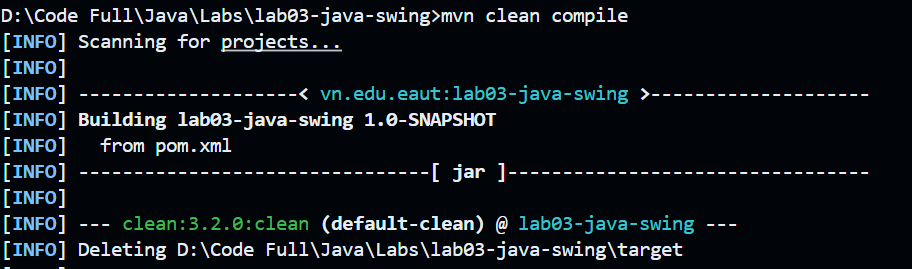 D:\Code Full\Java\Labs\lab03-java-swing>mvn clean compile
[INFO] Scanning for projects...
[INFO]
[INFO] --------------------< vn.edu.eaut:lab03-java-swing >--------------------
[INFO] Building lab03-java-swing 1.0-SNAPSHOT
[INFO]   from pom.xml
[INFO] --------------------------------[ jar ]---------------------------------
[INFO]
[INFO] --- clean:3.2.0:clean (default-clean) @ lab03-java-swing ---
[INFO] Deleting D:\Code Full\Java\Labs\lab03-java-swing\target